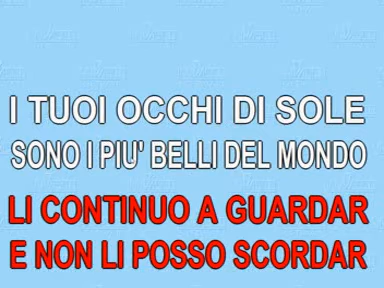 I TUOI OCCHI DI SOLE
SONO I PIU' BELLI DEL MONDO
LI CONTINUO A GUARDAR
E NON LI POSSO SCORDAR